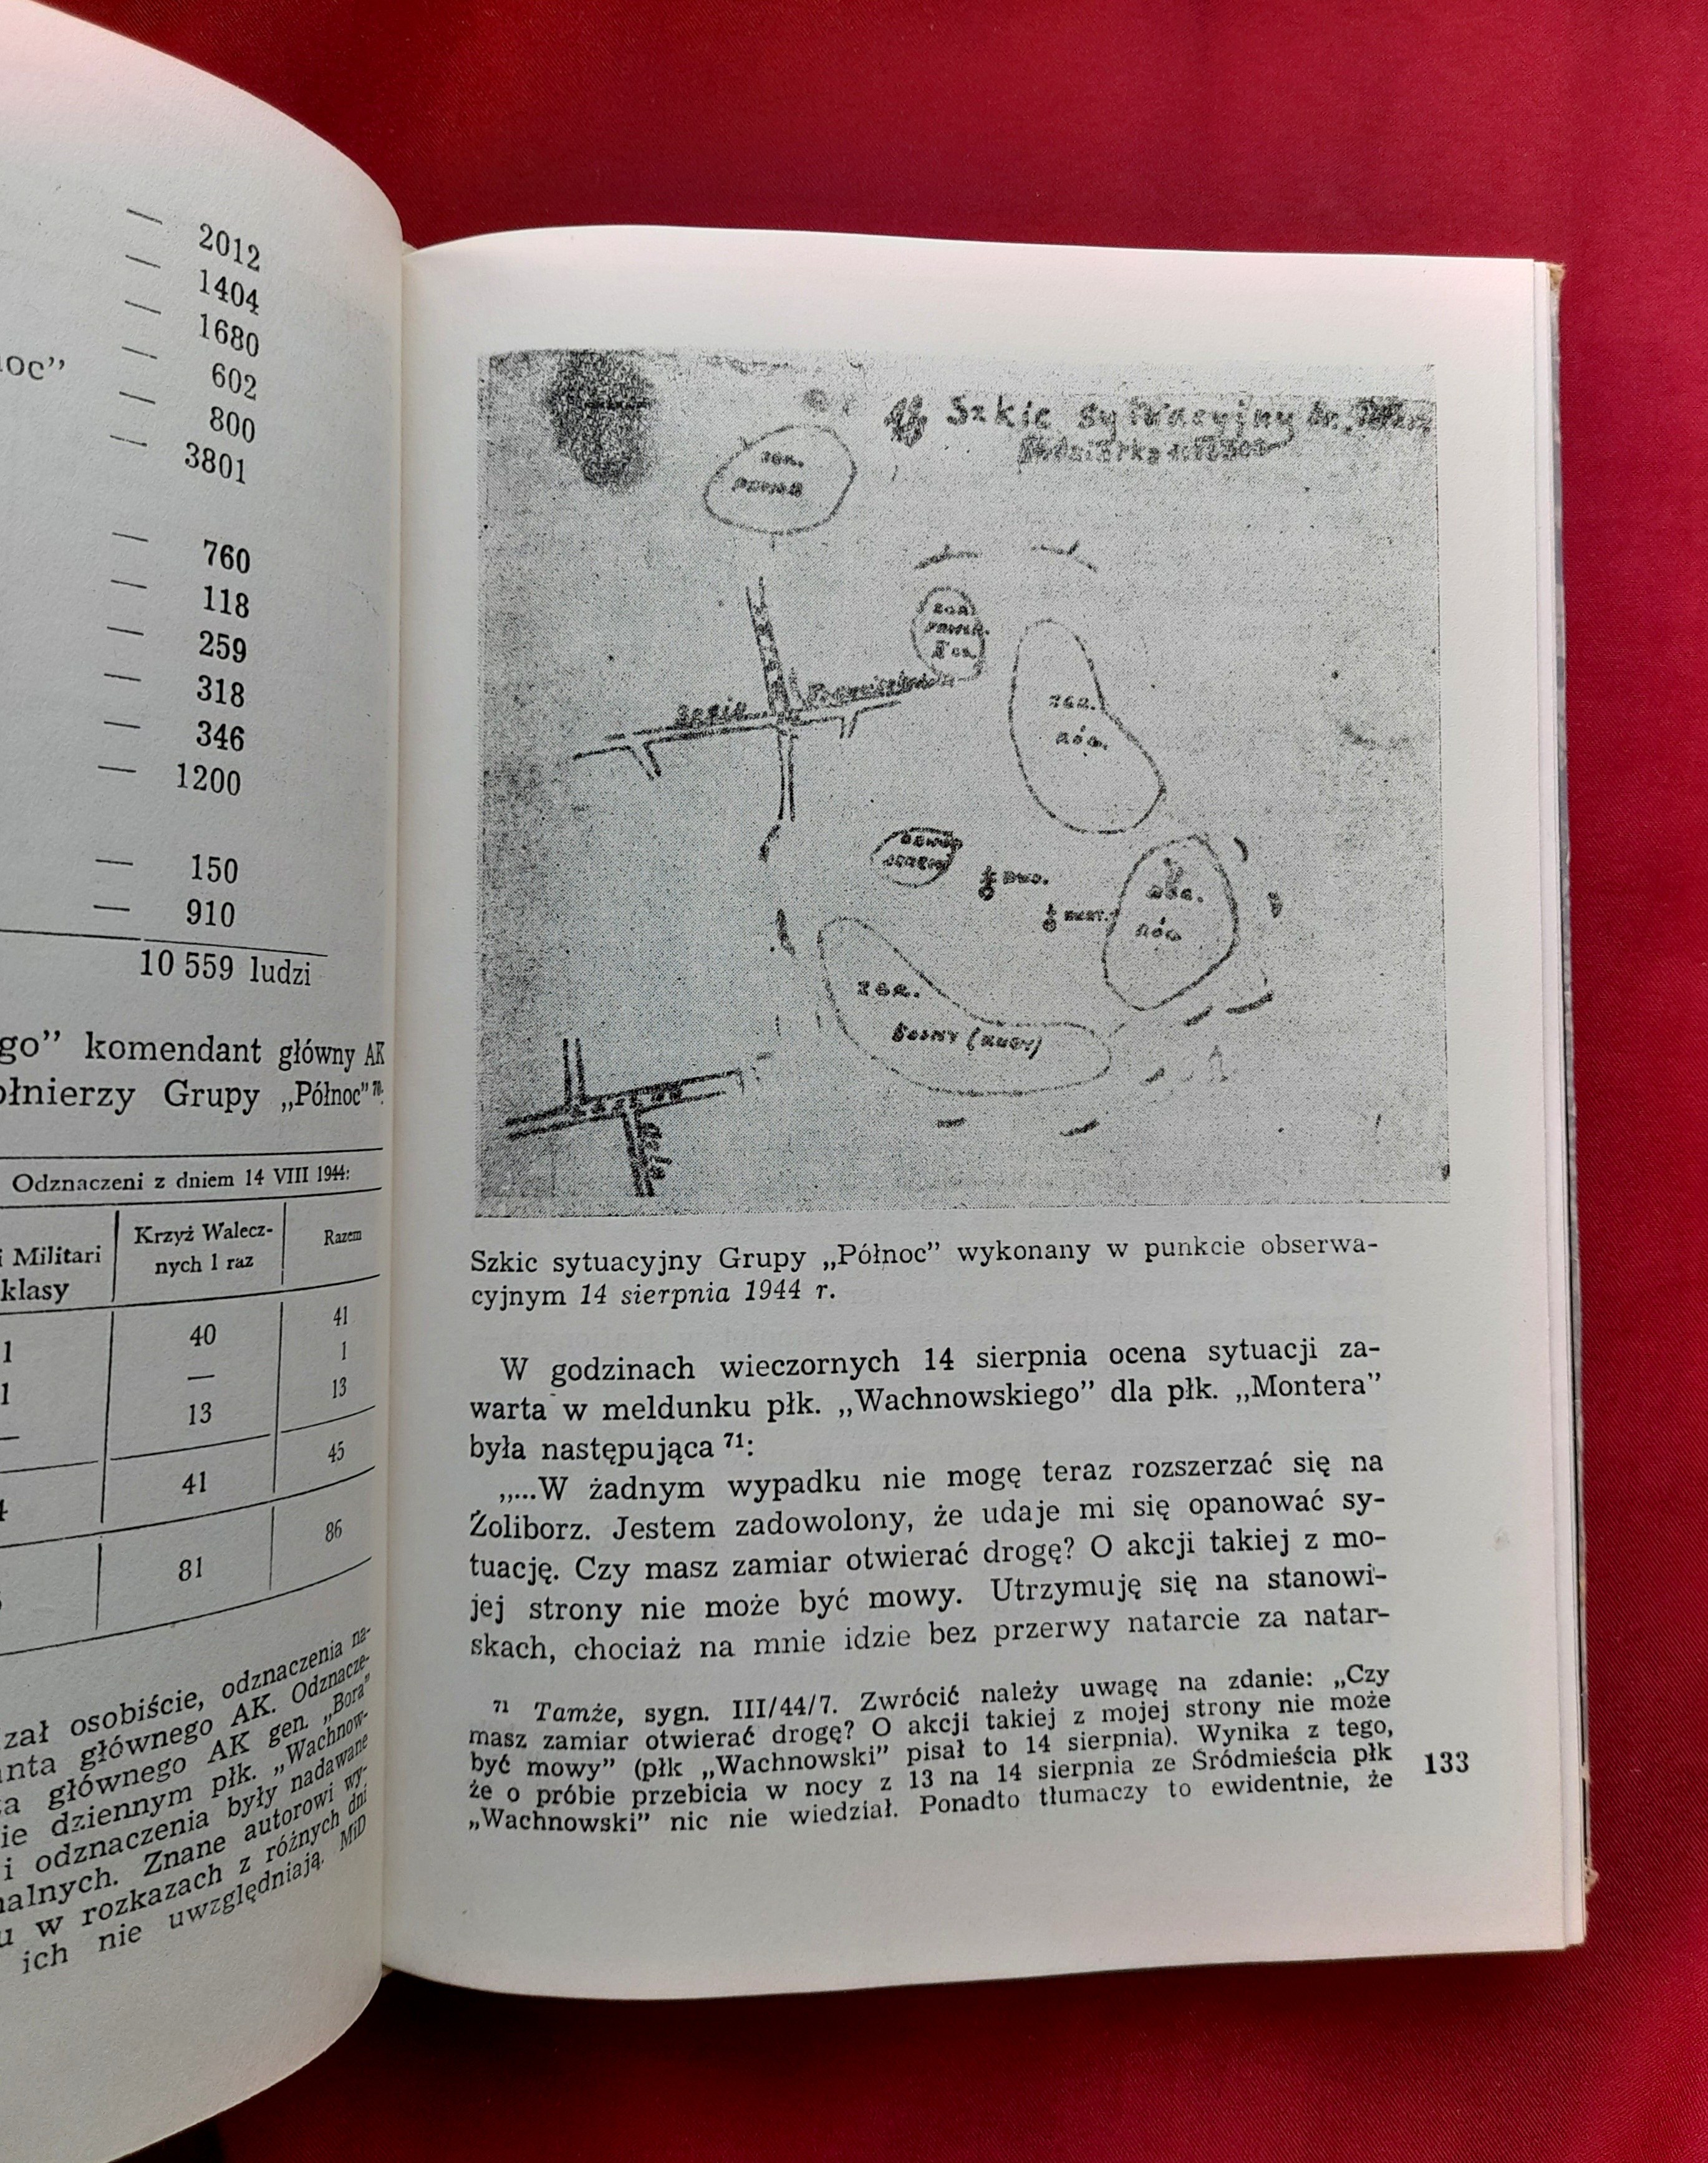 — 2012
— 1404
— 1680
oc” — 602
— 800
— 3801
— 760
— 118
— 259
— 318
— 346
— 1200
— 150
— 910
10 559 ludzi
go” komendant główny AK
ołnierzy Grupy „Północ”⁷⁰:
Odznaczeni z dniem 14 VIII 1944:
i Militari
klasy
Krzyż Walecz-
nych 1 raz
Razem
1 40 41
1 — 1
— 13 13
4 41 45
81 86
zał osobiście, odznaczenia na-
nta głównego AK. Odznacze-
a głównego AK gen. „Bora”
ie dziennym płk. „Wachnow-
i odznaczenia były nadawane
nalnych. Znane autorowi wy-
u w rozkazach z różnych dni
ich nie uwzględniają. MiD
Szkic sytuacyjny
ZGR.
ZGR.
RÓG.
ZGR.
Szkic sytuacyjny Grupy „Północ” wykonany w punkcie obserwa-
cyjnym 14 sierpnia 1944 r.
W godzinach wieczornych 14 sierpnia ocena sytuacji za-
warta w meldunku płk. „Wachnowskiego” dla płk. „Montera”
była następująca ⁷¹:
„...W żadnym wypadku nie mogę teraz rozszerzać się na
Żoliborz. Jestem zadowolony, że udaje mi się opanować sy-
tuację. Czy masz zamiar otwierać drogę? O akcji takiej z mo-
jej strony nie może być mowy. Utrzymuję się na stanowi-
skach, chociaż na mnie idzie bez przerwy natarcie za natar-
⁷¹ Tamże, sygn. III/44/7. Zwrócić należy uwagę na zdanie: „Czy
masz zamiar otwierać drogę? O akcji takiej z mojej strony nie może
być mowy” (płk „Wachnowski” pisał to 14 sierpnia). Wynika z tego,
że o próbie przebicia w nocy z 13 na 14 sierpnia ze Śródmieścia płk
„Wachnowski” nic nie wiedział. Ponadto tłumaczy to ewidentnie, że
133